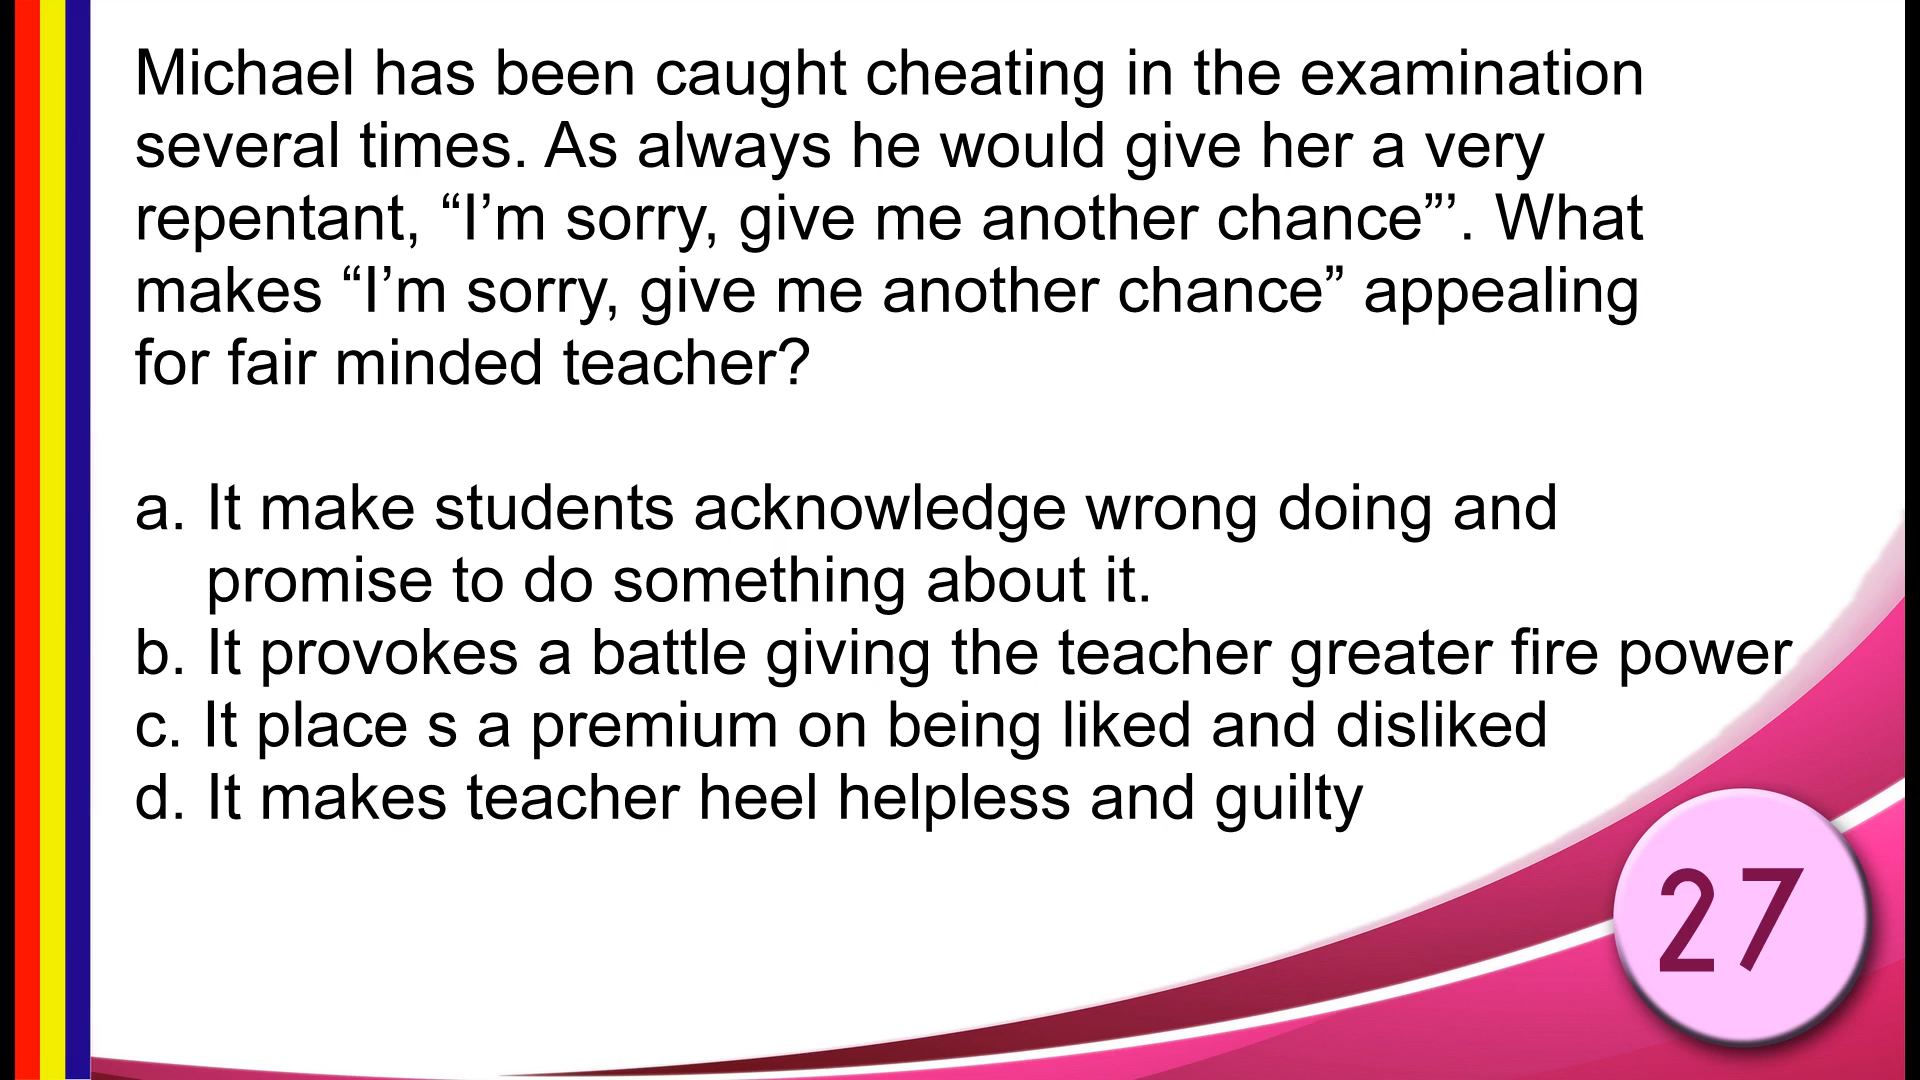 Michael has been caught cheating in the examination
several times. As always he would give her a very
repentant, “I’m sorry, give me another chance”’. What
makes “I’m sorry, give me another chance” appealing
for fair minded teacher?
a. It make students acknowledge wrong doing and
promise to do something about it.
b. It provokes a battle giving the teacher greater fire power
c. It place s a premium on being liked and disliked
d. It makes teacher heel helpless and guilty
27